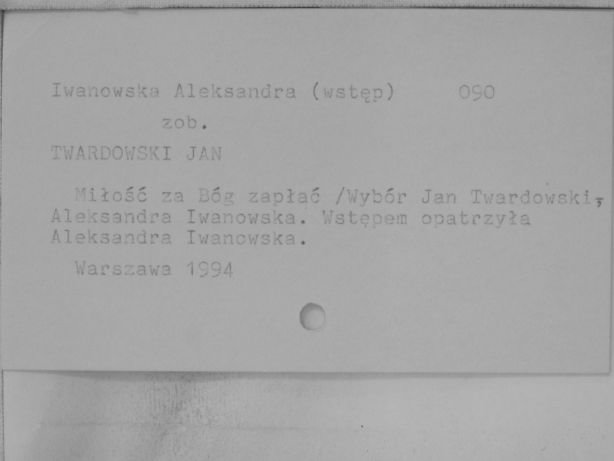 Iwanowska Aleksandra (wstęp) 090
zob.
TWARDOWSKI JAN
Miłość za Bóg zapłać /Wybór Jan Twardowski,
Aleksandra Iwanowska. Wstępem opatrzyła
Aleksandra Iwanowska.
Warszawa 1994